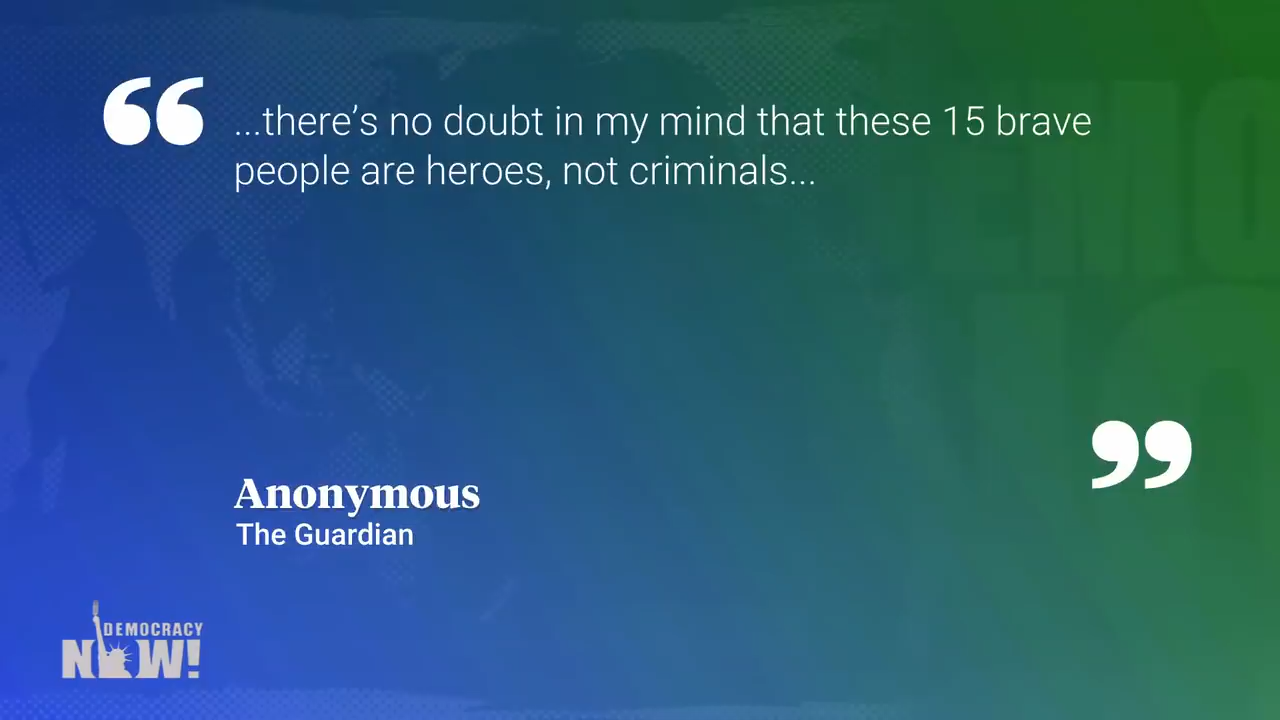 “ ...there’s no doubt in my mind that these 15 brave
people are heroes, not criminals...
”
Anonymous
The Guardian
DEMOCRACY
NOW!